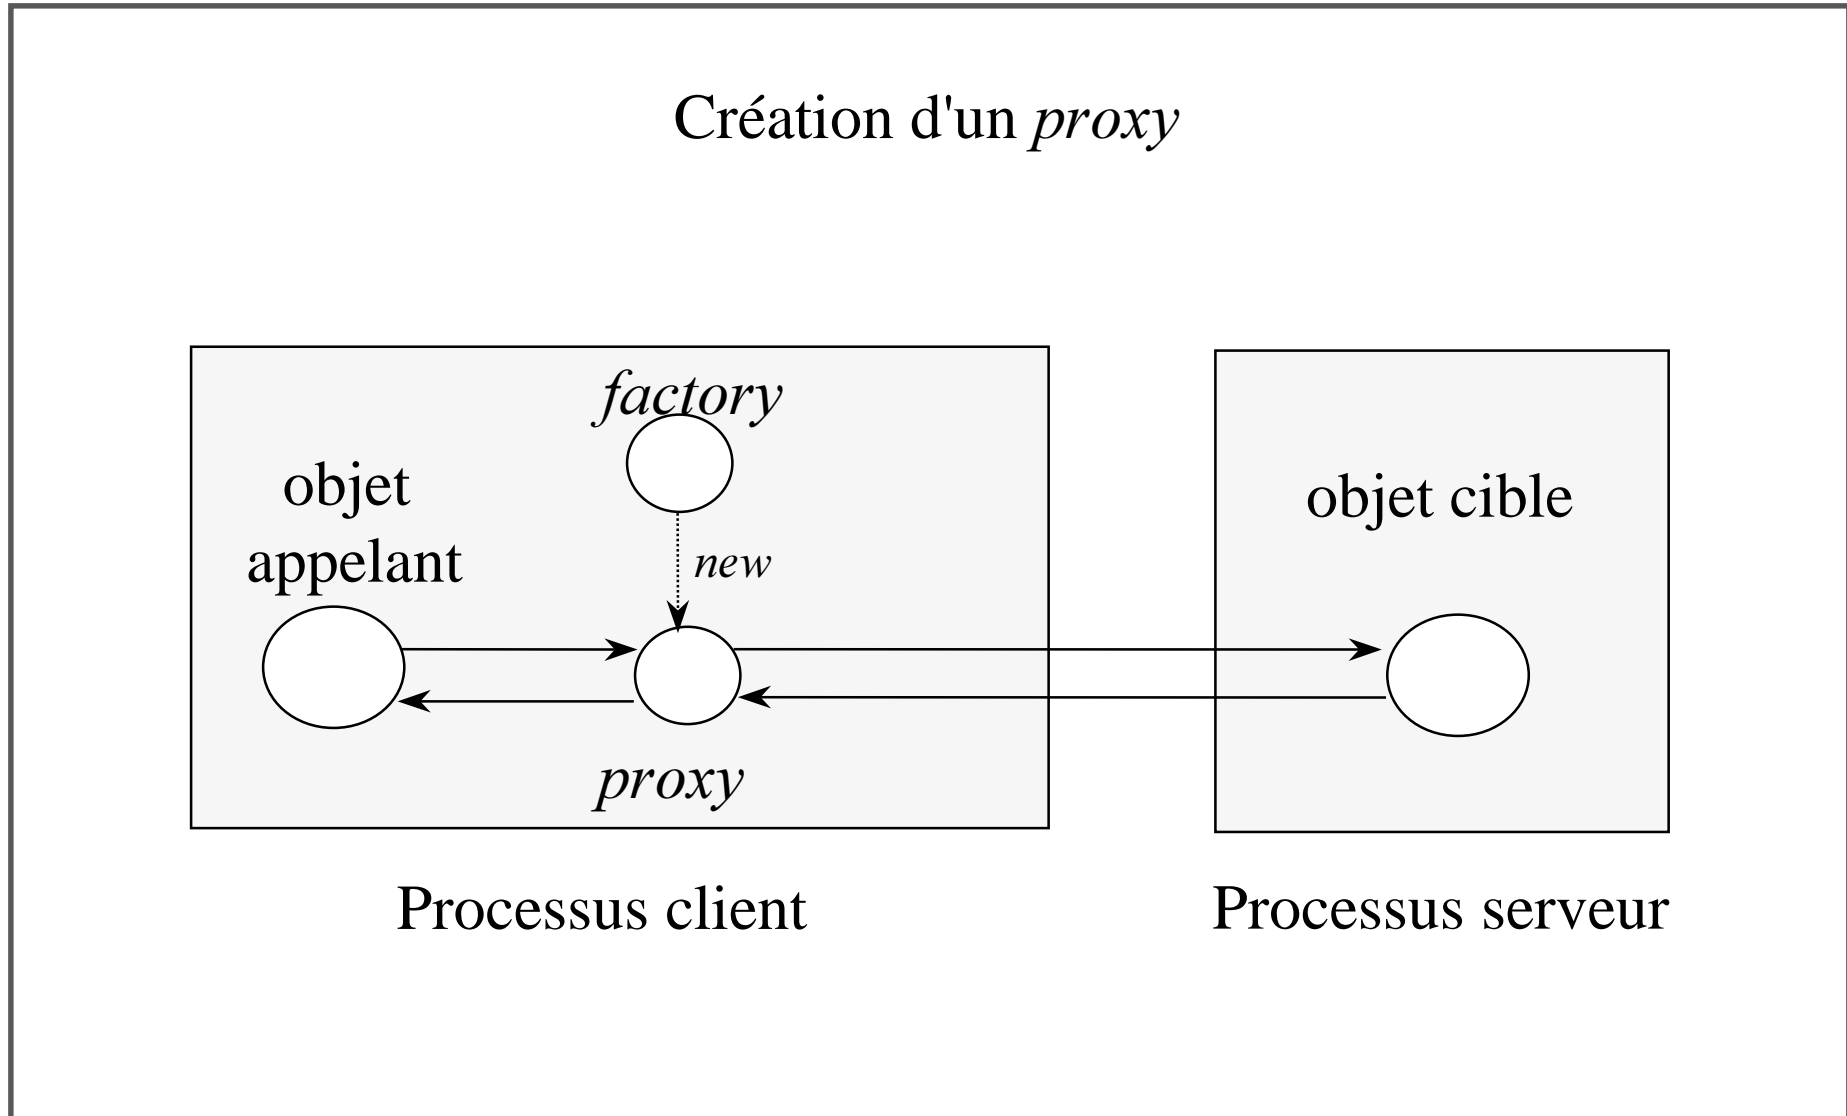 Création d'un proxy
factory
objet
appelant
new
objet cible
proxy
Processus client
Processus serveur